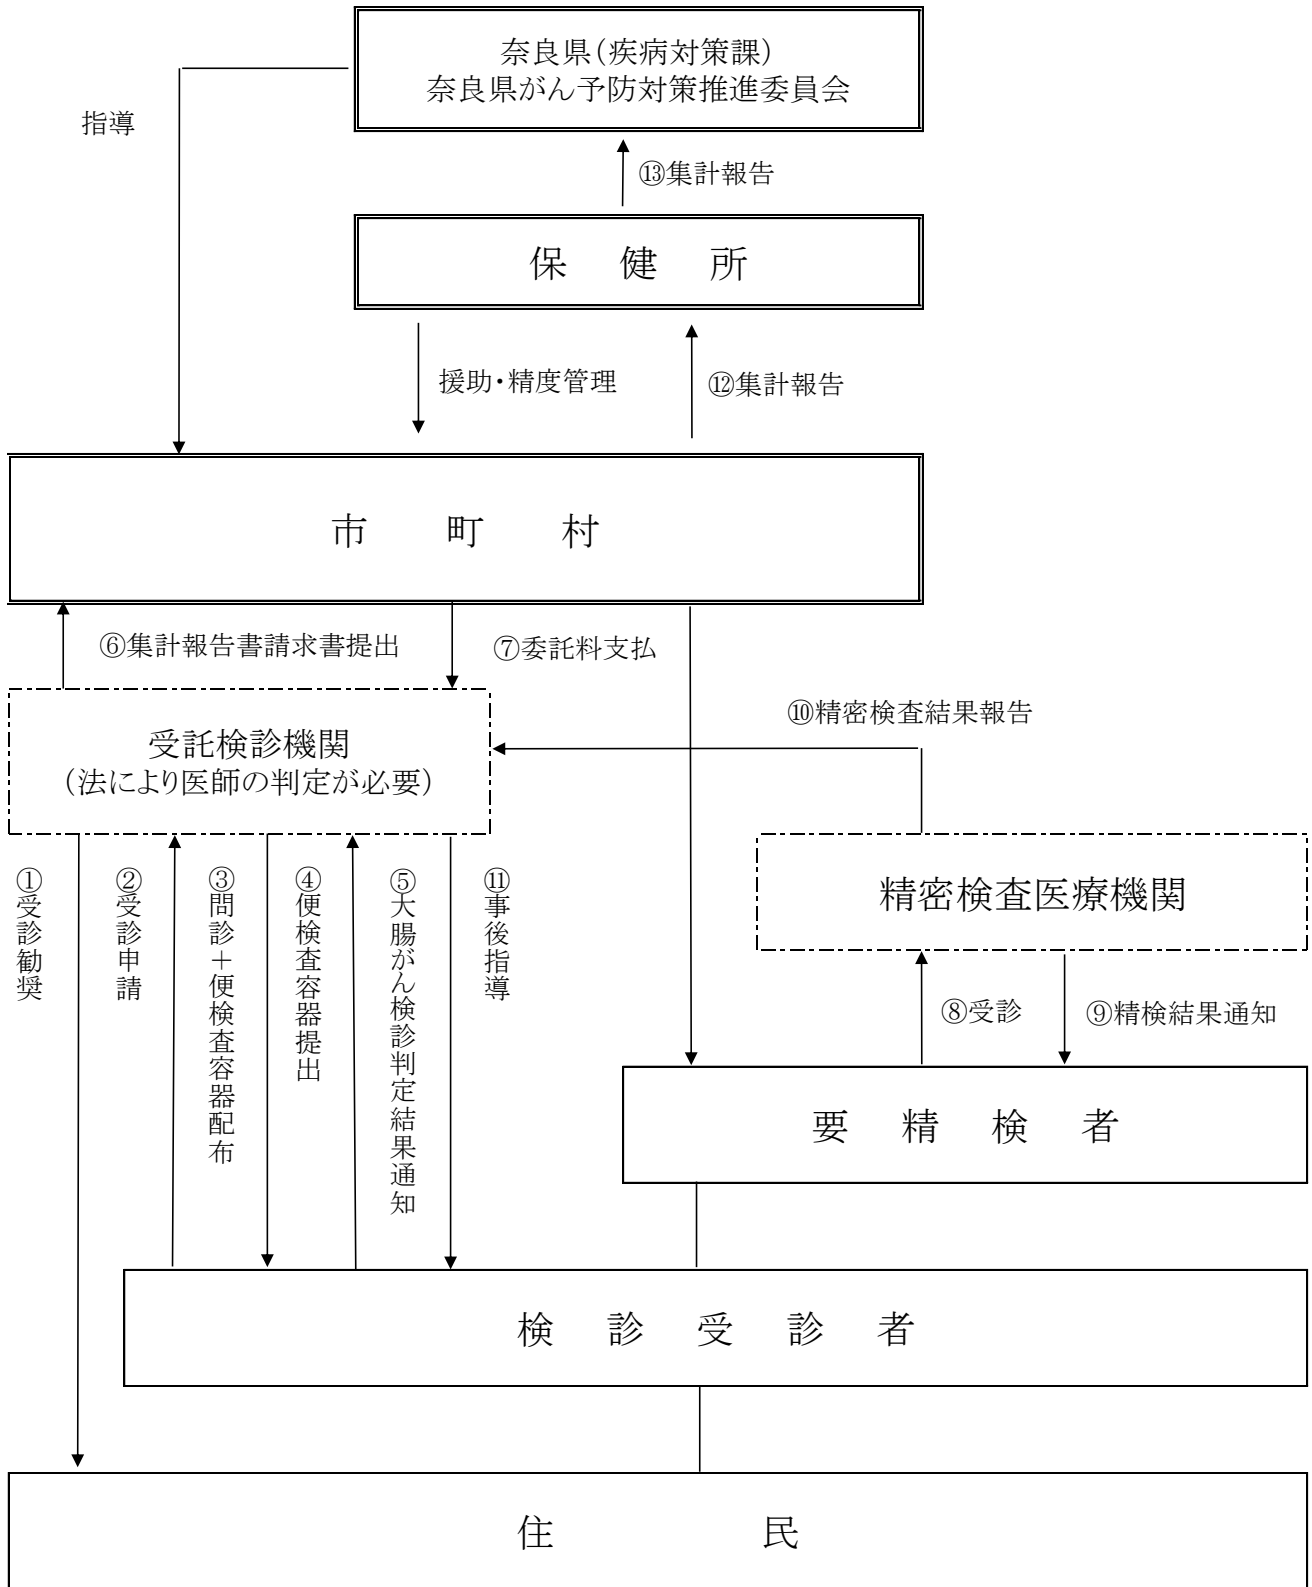 奈良県(疾病対策課)
奈良県がん予防対策推進委員会
指導
⑬集計報告
保健所
援助・精度管理
⑫集計報告
市町村
⑥集計報告書請求書提出
⑦委託料支払
⑩精密検査結果報告
受託検診機関
(法により医師の判定が必要)
①受診勧奨
②受診申請
③問診+便検査容器配布
④便検査容器提出
⑤大腸がん検診判定結果通知
⑪事後指導
精密検査医療機関
⑧受診
⑨精検結果通知
要精検者
検診受診者
住民